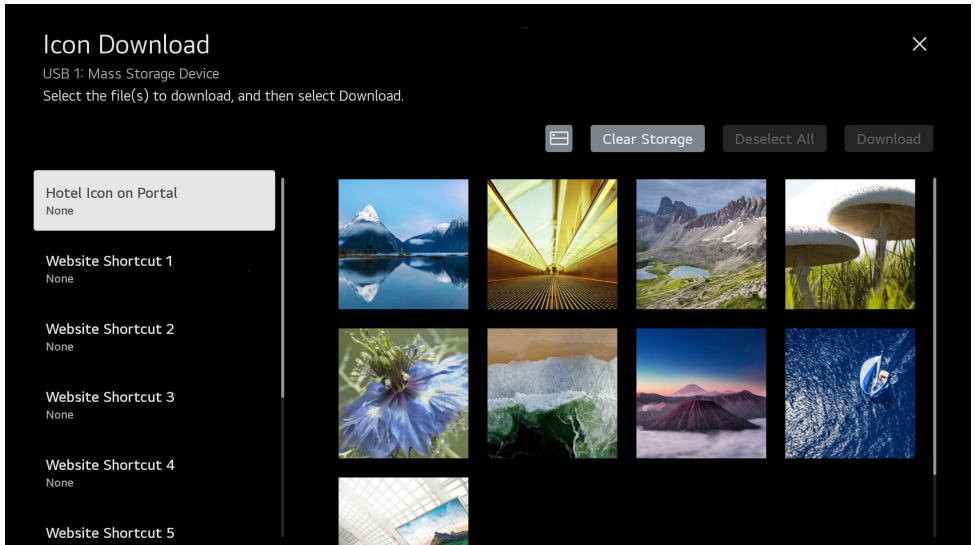 Icon Download
USB 1: Mass Storage Device
Select the file(s) to download, and then select Download.
Clear Storage
Deselect All
Download
Hotel Icon on Portal
None
Website Shortcut 1
None
Website Shortcut 2
None
Website Shortcut 3
None
Website Shortcut 4
None
Website Shortcut 5